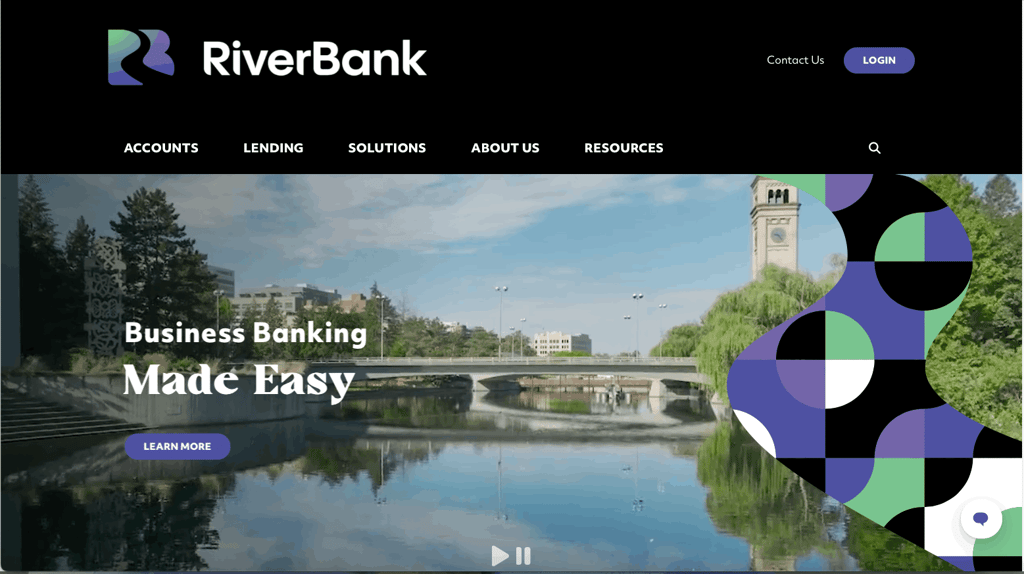 RiverBank
Contact Us
LOGIN
ACCOUNTS
LENDING
SOLUTIONS
ABOUT US
RESOURCES
Business Banking
Made Easy
LEARN MORE